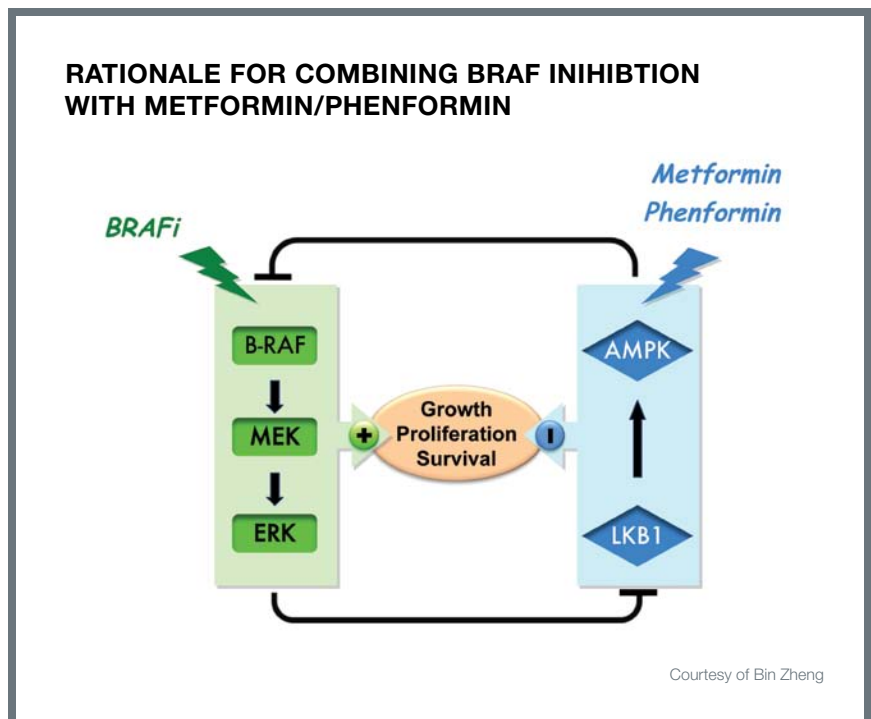 RATIONALE FOR COMBINING BRAF INIHIBTION
WITH METFORMIN/PHENFORMIN
Metformin
Phenformin
BRAFi
B-RAF
MEK
ERK
+
Growth
Proliferation
Survival
AMPK
LKB1
Courtesy of Bin Zheng